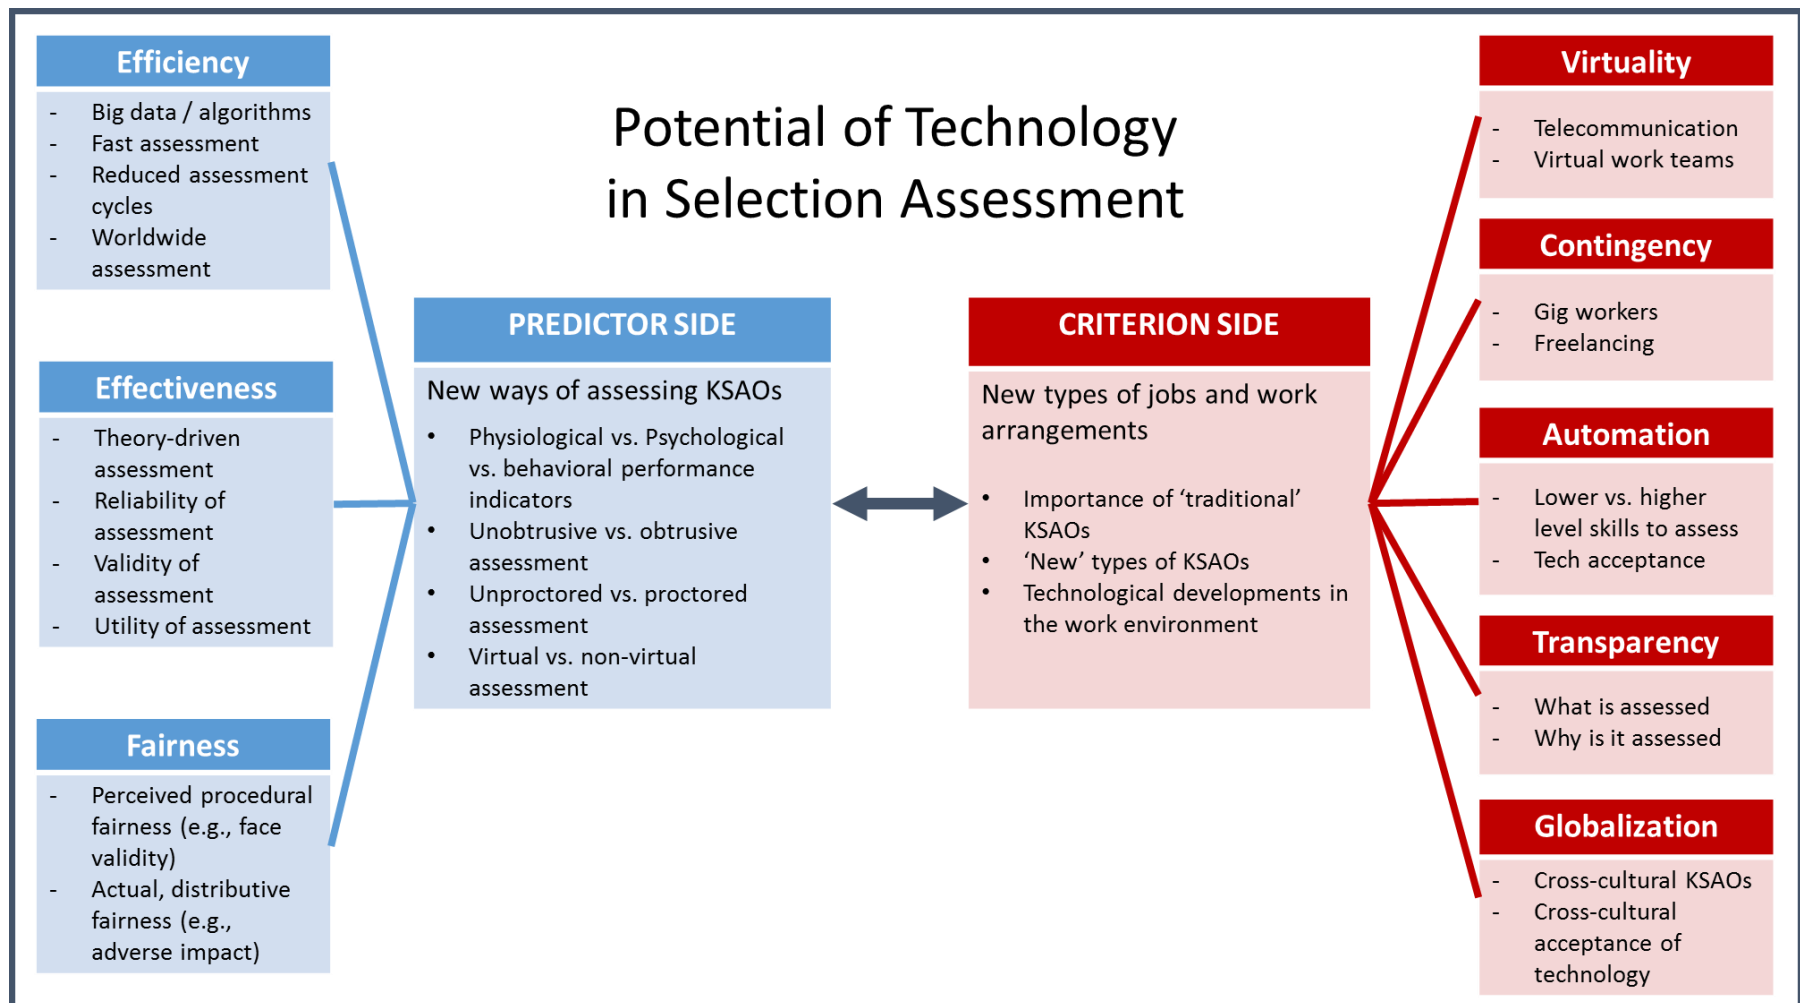 Potential of Technology
in Selection Assessment
Efficiency
- Big data / algorithms
- Fast assessment
- Reduced assessment
cycles
- Worldwide
assessment
Effectiveness
- Theory-driven
assessment
- Reliability of
assessment
- Validity of
assessment
- Utility of assessment
Fairness
- Perceived procedural
fairness (e.g., face
validity)
- Actual, distributive
fairness (e.g.,
adverse impact)
PREDICTOR SIDE
New ways of assessing KSAOs
• Physiological vs. Psychological
vs. behavioral performance
indicators
• Unobtrusive vs. obtrusive
assessment
• Unproctored vs. proctored
assessment
• Virtual vs. non-virtual
assessment
CRITERION SIDE
New types of jobs and work
arrangements
• Importance of ‘traditional’
KSAOs
• ‘New’ types of KSAOs
• Technological developments in
the work environment
Virtuality
- Telecommunication
- Virtual work teams
Contingency
- Gig workers
- Freelancing
Automation
- Lower vs. higher
level skills to assess
- Tech acceptance
Transparency
- What is assessed
- Why is it assessed
Globalization
- Cross-cultural KSAOs
- Cross-cultural
acceptance of
technology